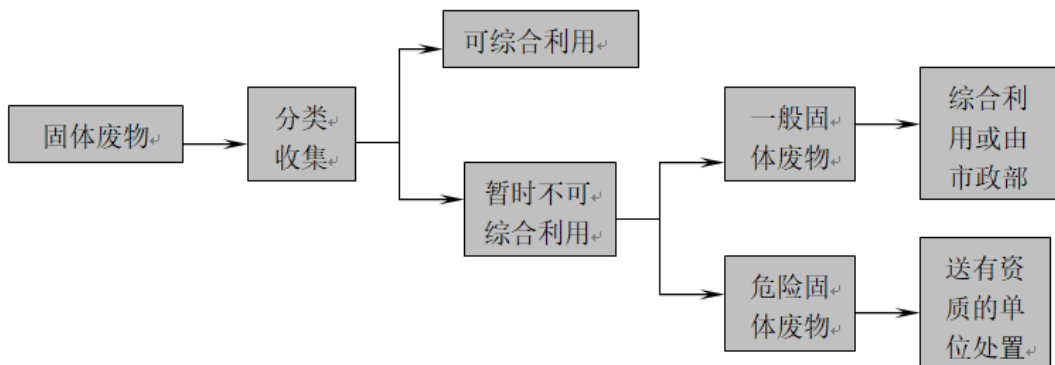 固体废物
分类
收集
可综合利用
暂时不可
综合利用
一般固
体废物
综合利
用或由
市政部
危险固
体废物
送有资
质的单
位处置